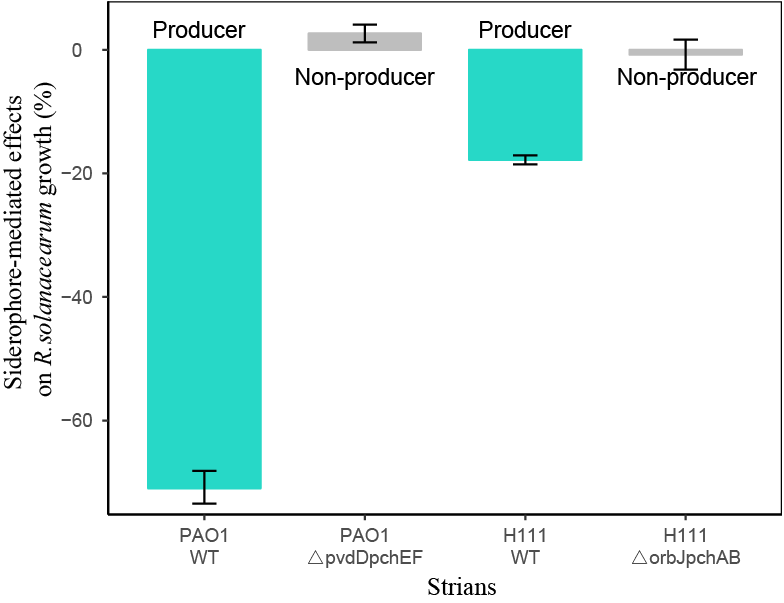 Producer
Producer
Non-producer
Non-producer
0
−20
−40
−60
Siderophore-mediated effects
on R.solanacearum growth (%)
PAO1
WT
PAO1
△pvdDpchEF
H111
WT
H111
△orbJpchAB
Strians